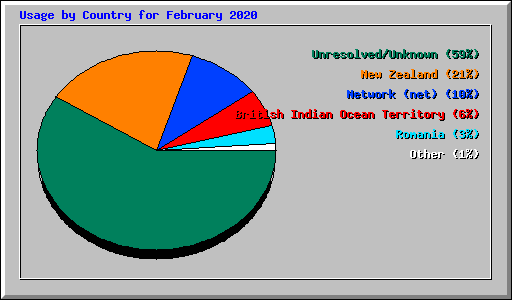 Usage by Country for February 2020
Unresolved/Unknown (59%)
New Zealand (21%)
Network (net) (10%)
British Indian Ocean Territory (6%)
Romania (3%)
Other (1%)